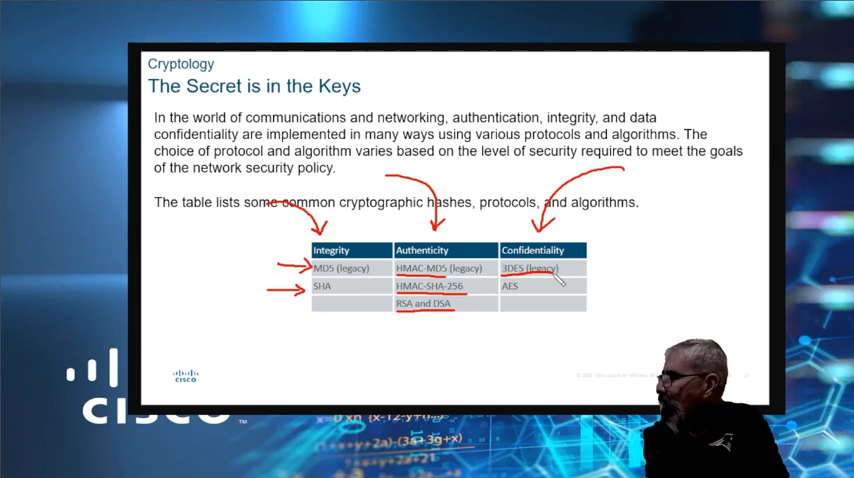 Cryptology
The Secret is in the Keys
In the world of communications and networking, authentication, integrity, and data
confidentiality are implemented in many ways using various protocols and algorithms. The
choice of protocol and algorithm varies based on the level of security required to meet the goals
of the network security policy.
The table lists some common cryptographic hashes, protocols, and algorithms.
Integrity Authenticity Confidentiality
MD5 (legacy) HMAC-MD5 (legacy) 3DES (legacy)
SHA HMAC-SHA-256 AES
RSA and DSA
CISCO
CISCO